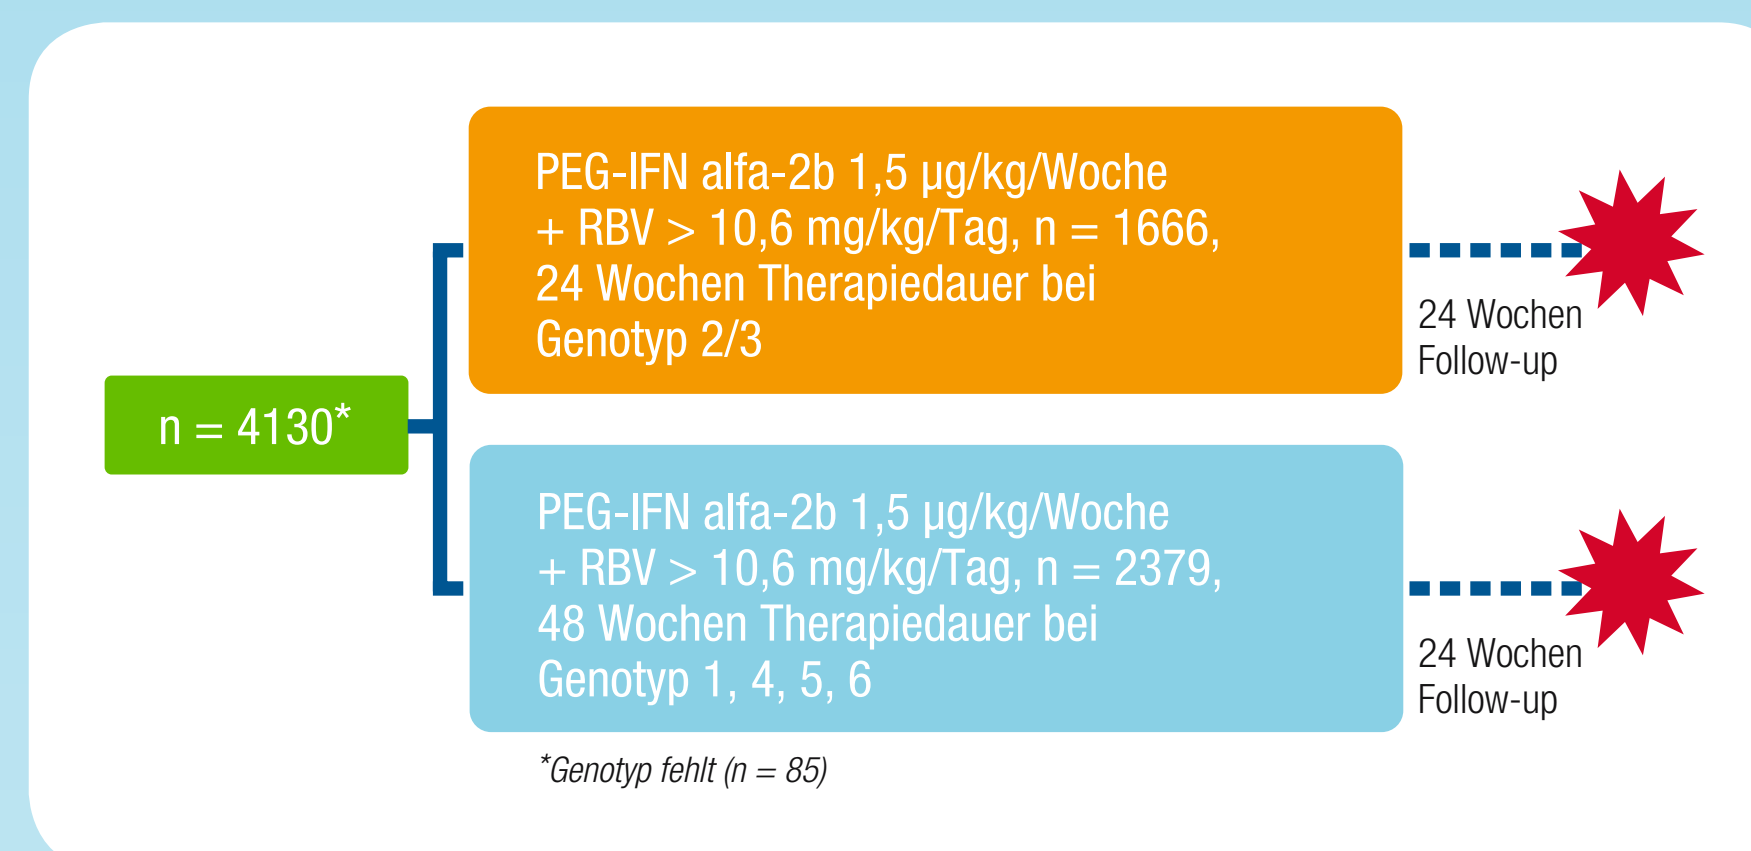 n = 4130*
PEG-IFN alfa-2b 1,5 µg/kg/Woche
+ RBV > 10,6 mg/kg/Tag, n = 1666,
24 Wochen Therapiedauer bei
Genotyp 2/3
24 Wochen
Follow-up
PEG-IFN alfa-2b 1,5 µg/kg/Woche
+ RBV > 10,6 mg/kg/Tag, n = 2379,
48 Wochen Therapiedauer bei
Genotyp 1, 4, 5, 6
24 Wochen
Follow-up
*Genotyp fehlt (n = 85)